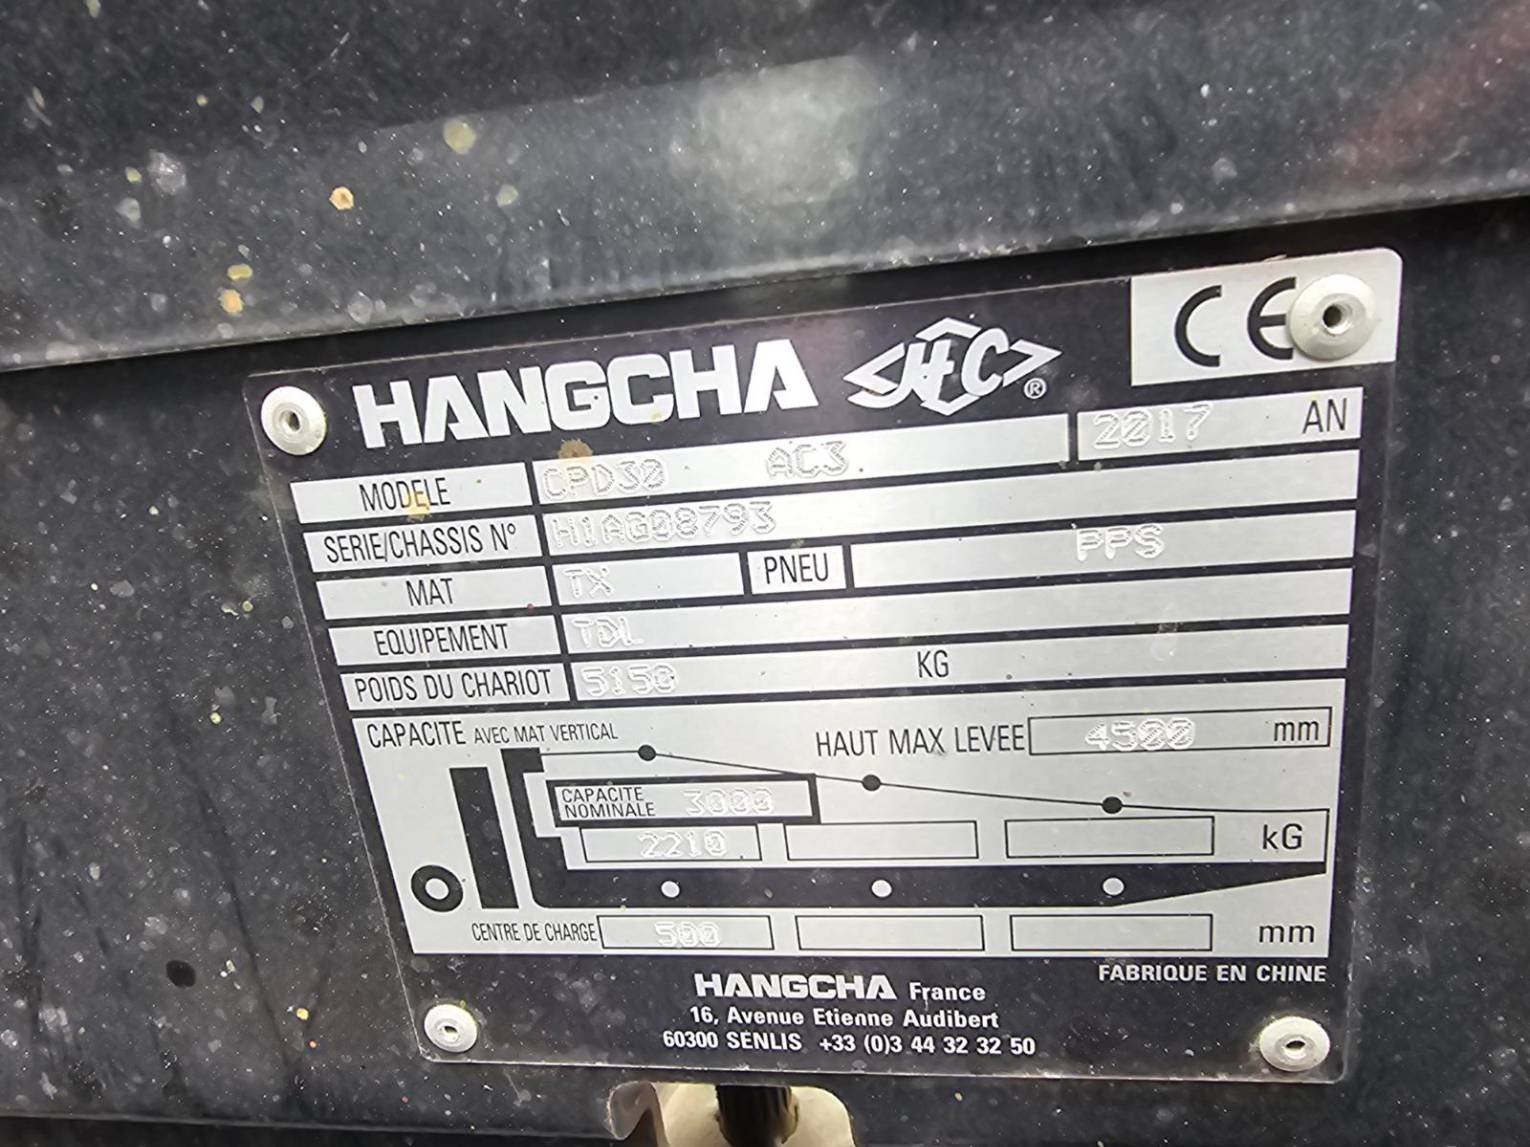 HANGCHA HC ®
CE
MODELE CPD30 AC3 2017 AN
SERIE/CHASSIS N° H1AG08793
MAT TX PNEU PPS
EQUIPEMENT TDL
POIDS DU CHARIOT 5150 KG
CAPACITE AVEC MAT VERTICAL HAUT MAX LEVEE 4500 mm
CAPACITE NOMINALE 3000
2210 kG
CENTRE DE CHARGE 500 mm
FABRIQUE EN CHINE
HANGCHA France
16, Avenue Etienne Audibert
60300 SENLIS +33 (0)3 44 32 32 50